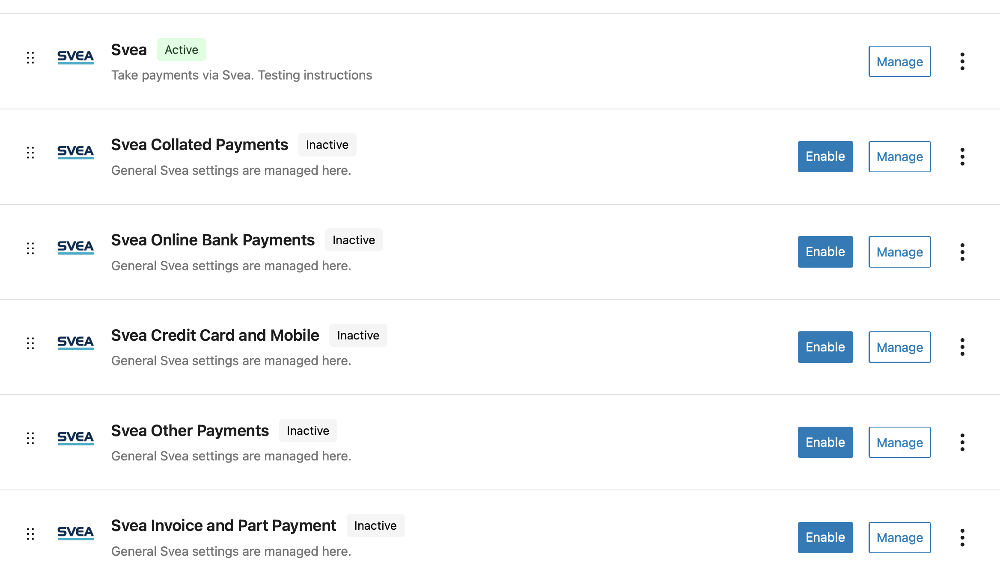 SVEA
Svea Active
Take payments via Svea. Testing instructions
Manage
SVEA
Svea Collated Payments Inactive
General Svea settings are managed here.
Enable Manage
SVEA
Svea Online Bank Payments Inactive
General Svea settings are managed here.
Enable Manage
SVEA
Svea Credit Card and Mobile Inactive
General Svea settings are managed here.
Enable Manage
SVEA
Svea Other Payments Inactive
General Svea settings are managed here.
Enable Manage
SVEA
Svea Invoice and Part Payment Inactive
General Svea settings are managed here.
Enable Manage